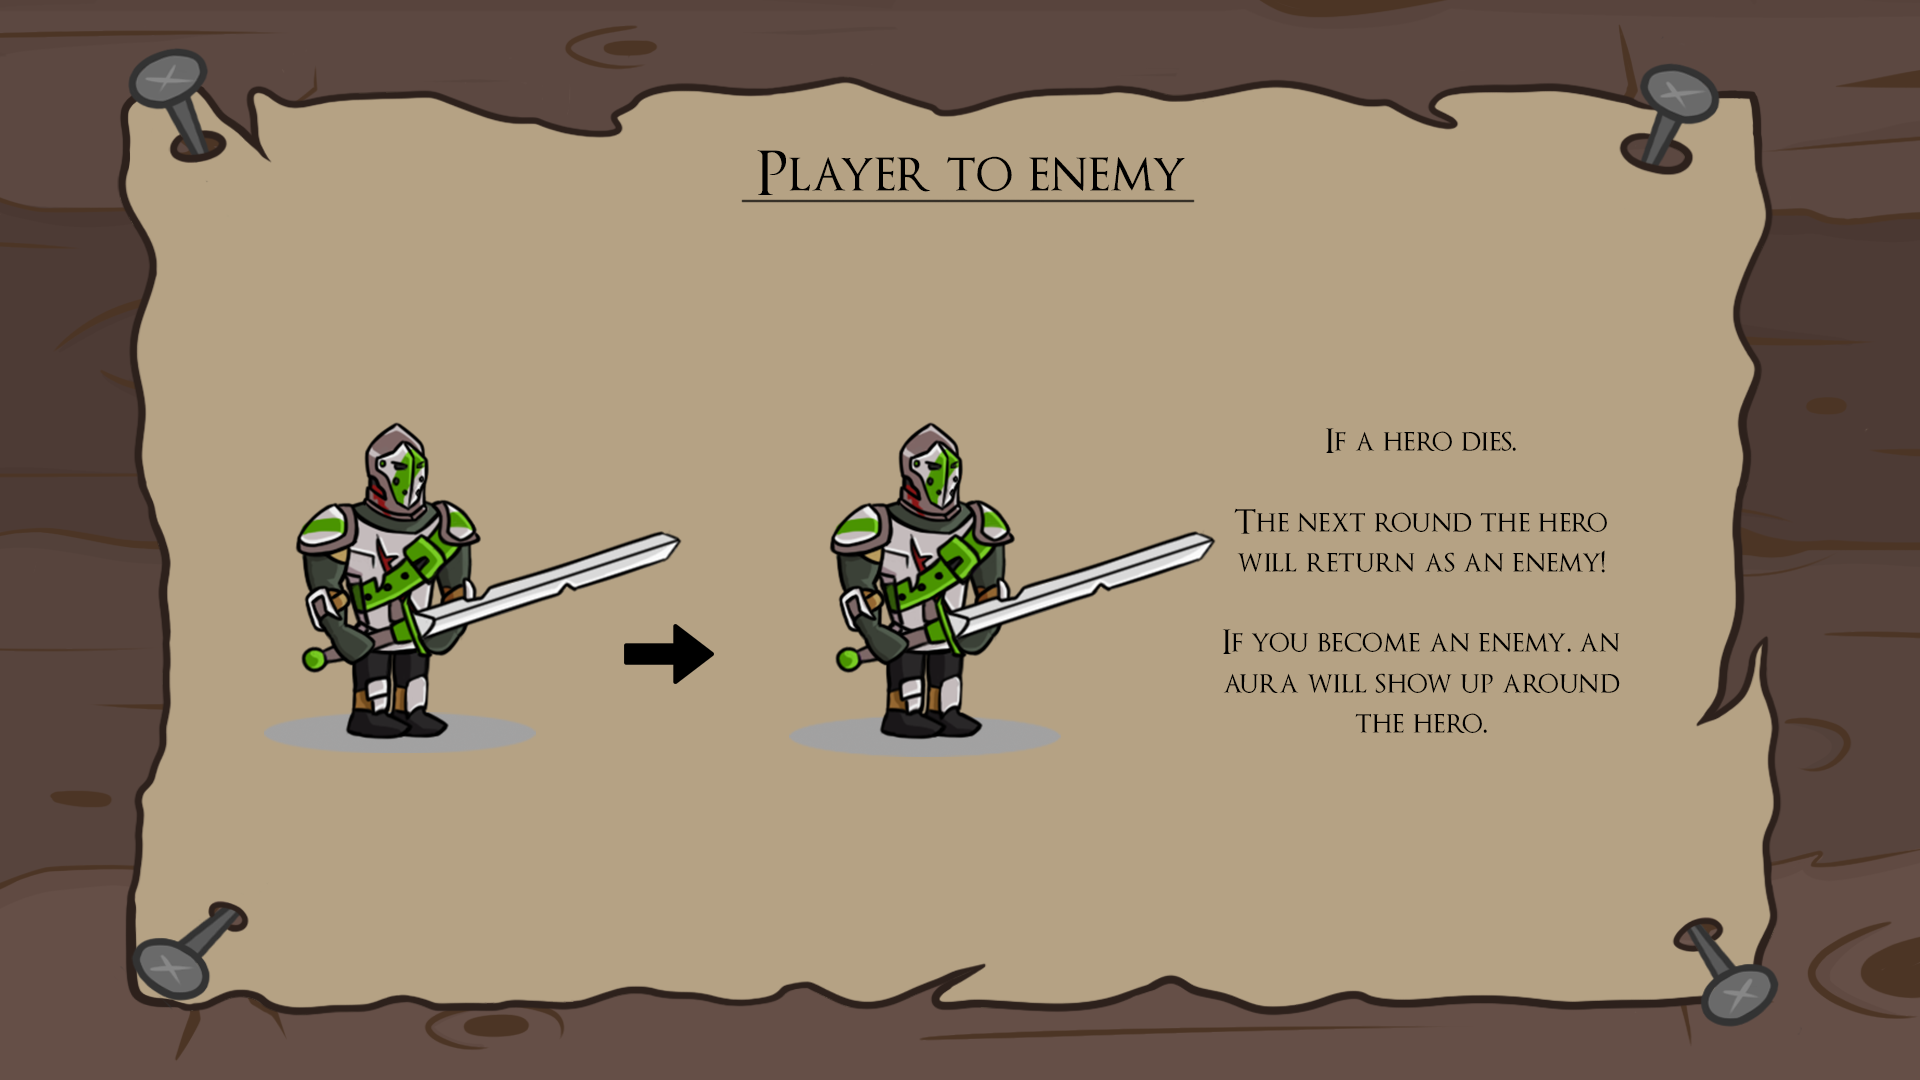 Player to enemy
If a hero dies.
The next round the hero
will return as an enemy!
If you become an enemy. an
aura will show up around
the hero.